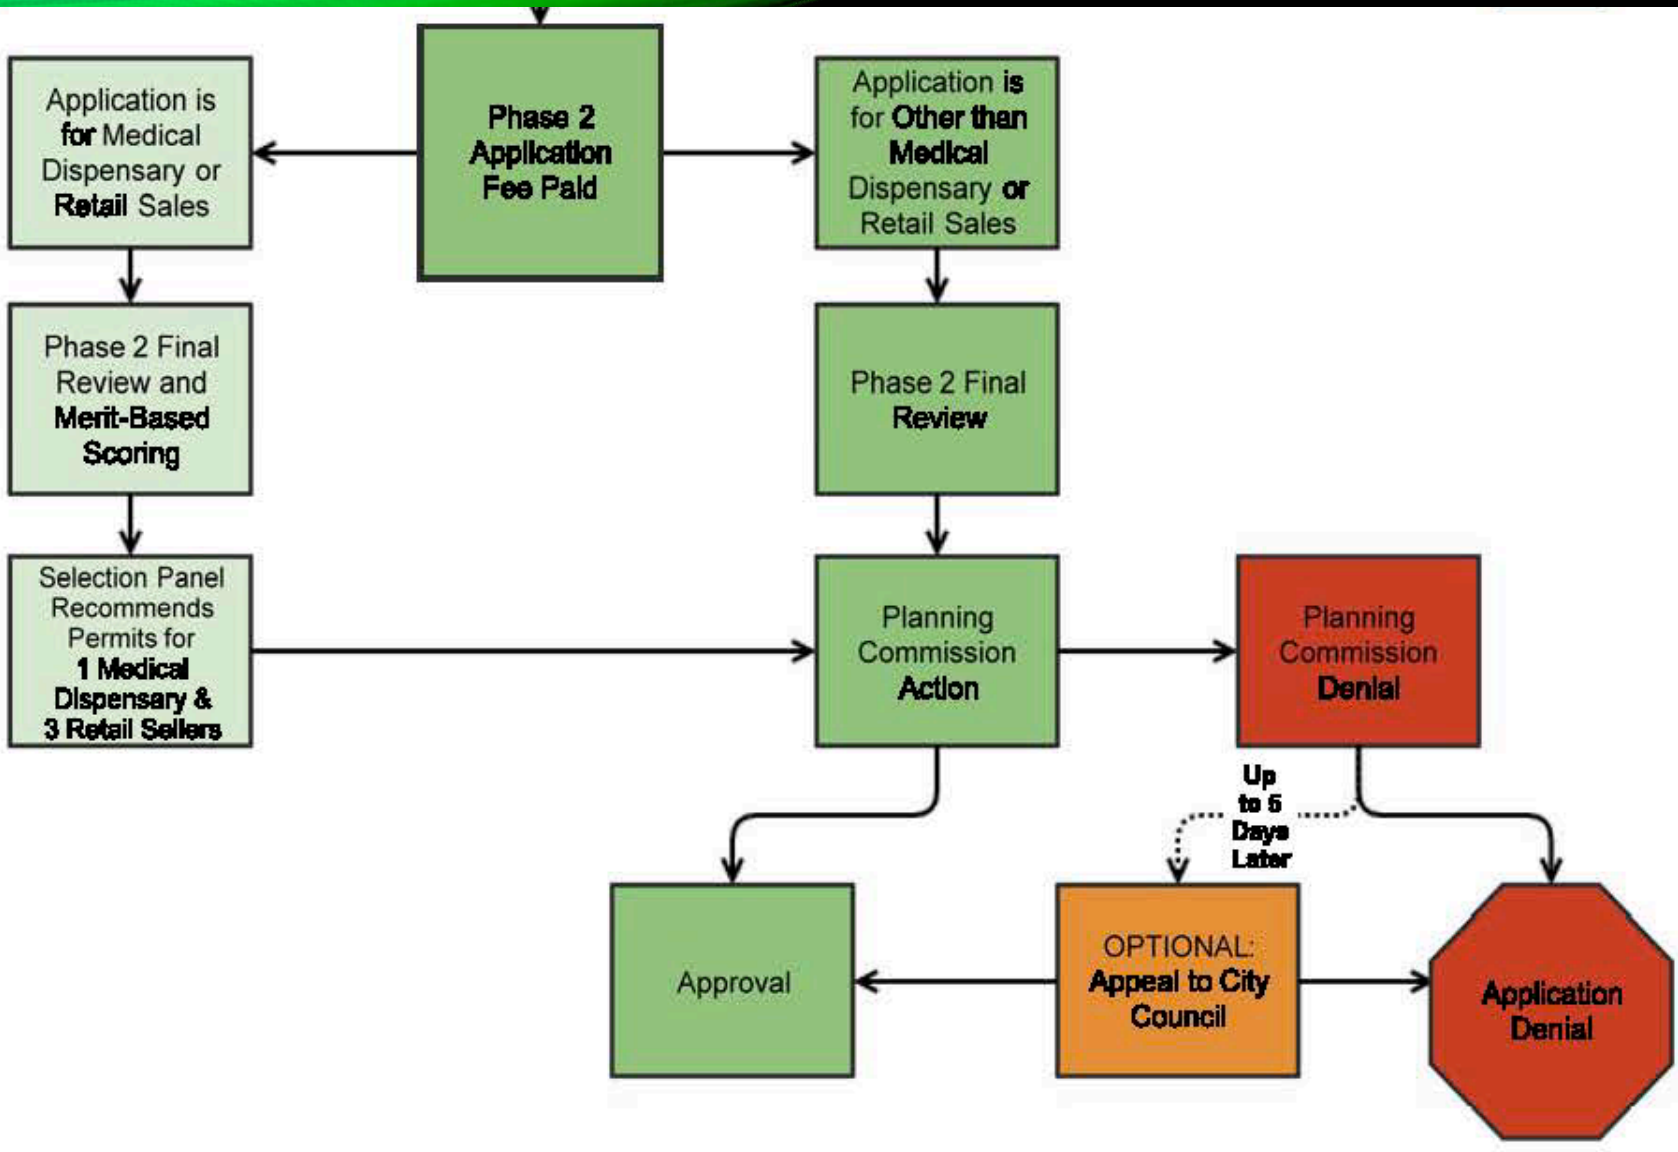 Application is
for Medical
Dispensary or
Retail Sales
Phase 2
Application
Fee Paid
Application is
for Other than
Medical
Dispensary or
Retail Sales
Phase 2 Final
Review and
Merit-Based
Scoring
Phase 2 Final
Review
Selection Panel
Recommends
Permits for
1 Medical
Dispensary &
3 Retail Sellers
Planning
Commission
Action
Planning
Commission
Denial
Up
to 5
Days
Later
Approval
OPTIONAL:
Appeal to City
Council
Application
Denial